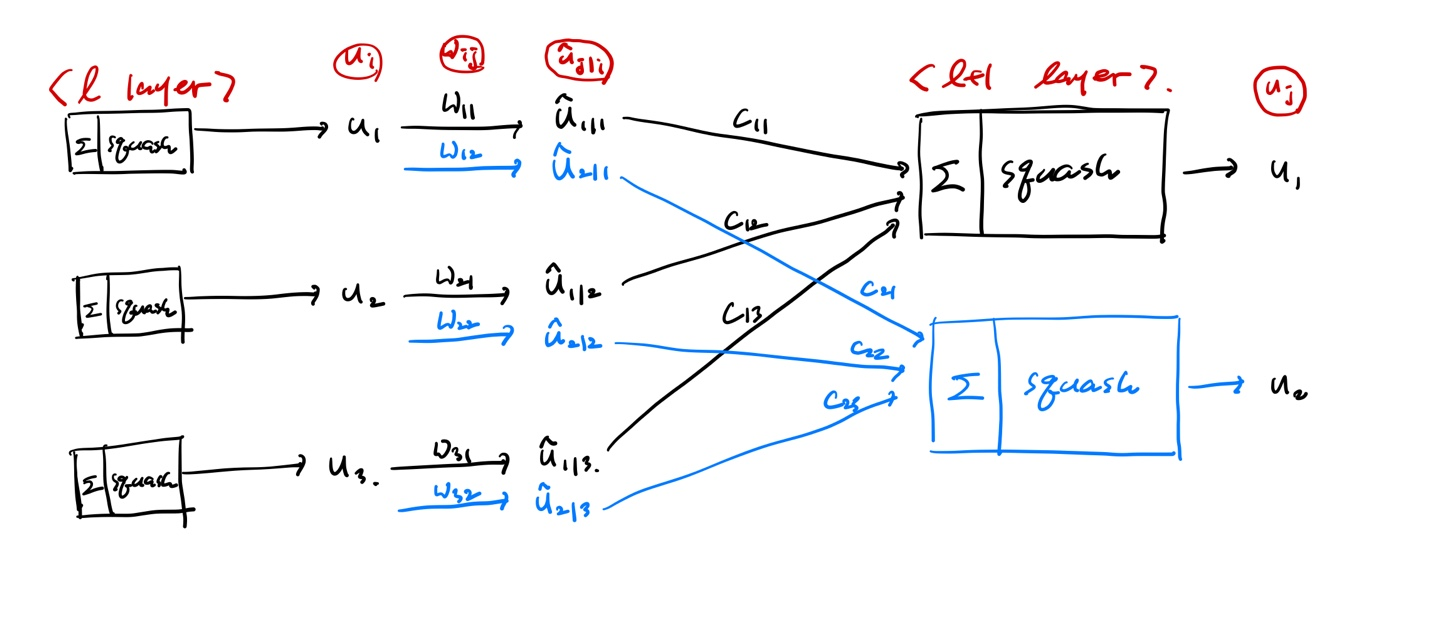 u_i w_ij û_j|i
<l layer> <l+1 layer>. u_j
Σ squash u₁ w₁₁ û₁|₁ c₁₁ Σ squash u₁
w₁₂ û₂|₁
c₁₂
Σ squash u₂ w₂₁ û₁|₂ c₂₁
w₂₂ û₂|₂ c₁₃ c₂₂ Σ squash u₂
c₂₃
Σ squash u₃. w₃₁ û₁|₃.
w₃₂ û₂|₃